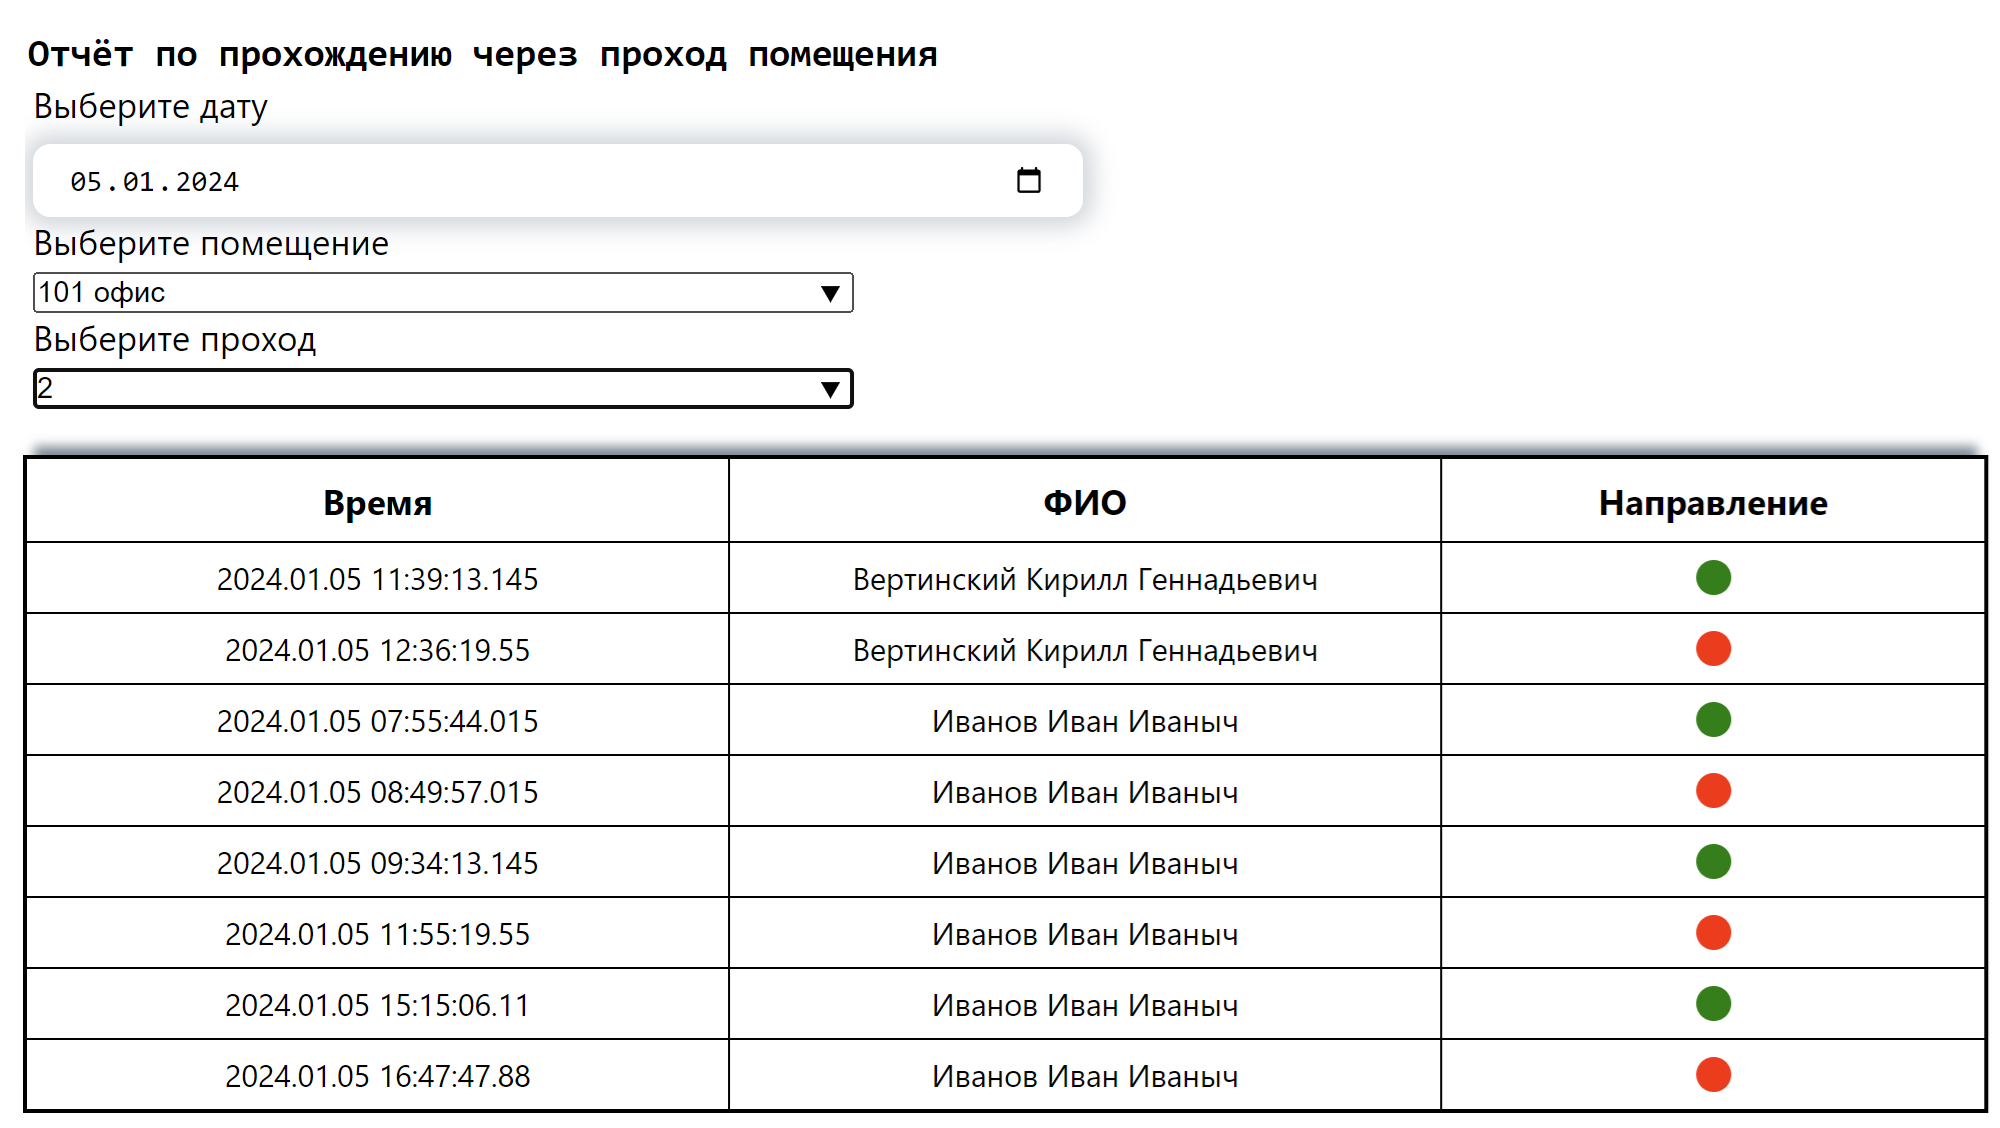 Отчёт по прохождению через проход помещения
Выберите дату
05.01.2024
Выберите помещение
101 офис
Выберите проход
2
Время ФИО Направление
2024.01.05 11:39:13.145 Вертинский Кирилл Геннадьевич
2024.01.05 12:36:19.55 Вертинский Кирилл Геннадьевич
2024.01.05 07:55:44.015 Иванов Иван Иваныч
2024.01.05 08:49:57.015 Иванов Иван Иваныч
2024.01.05 09:34:13.145 Иванов Иван Иваныч
2024.01.05 11:55:19.55 Иванов Иван Иваныч
2024.01.05 15:15:06.11 Иванов Иван Иваныч
2024.01.05 16:47:47.88 Иванов Иван Иваныч